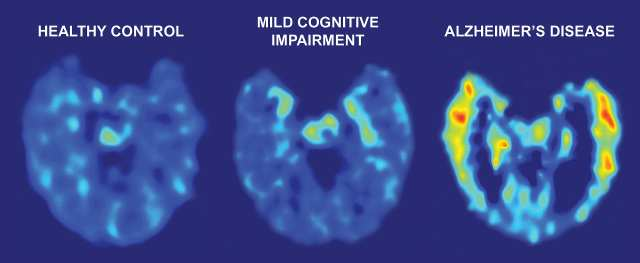 HEALTHY CONTROL
MILD COGNITIVE
IMPAIRMENT
ALZHEIMER'S DISEASE